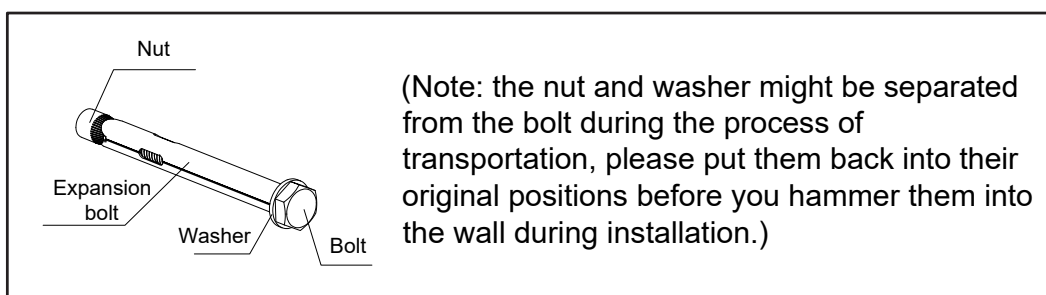 Nut
Expansion
bolt
Washer
Bolt
(Note: the nut and washer might be separated
from the bolt during the process of
transportation, please put them back into their
original positions before you hammer them into
the wall during installation.)